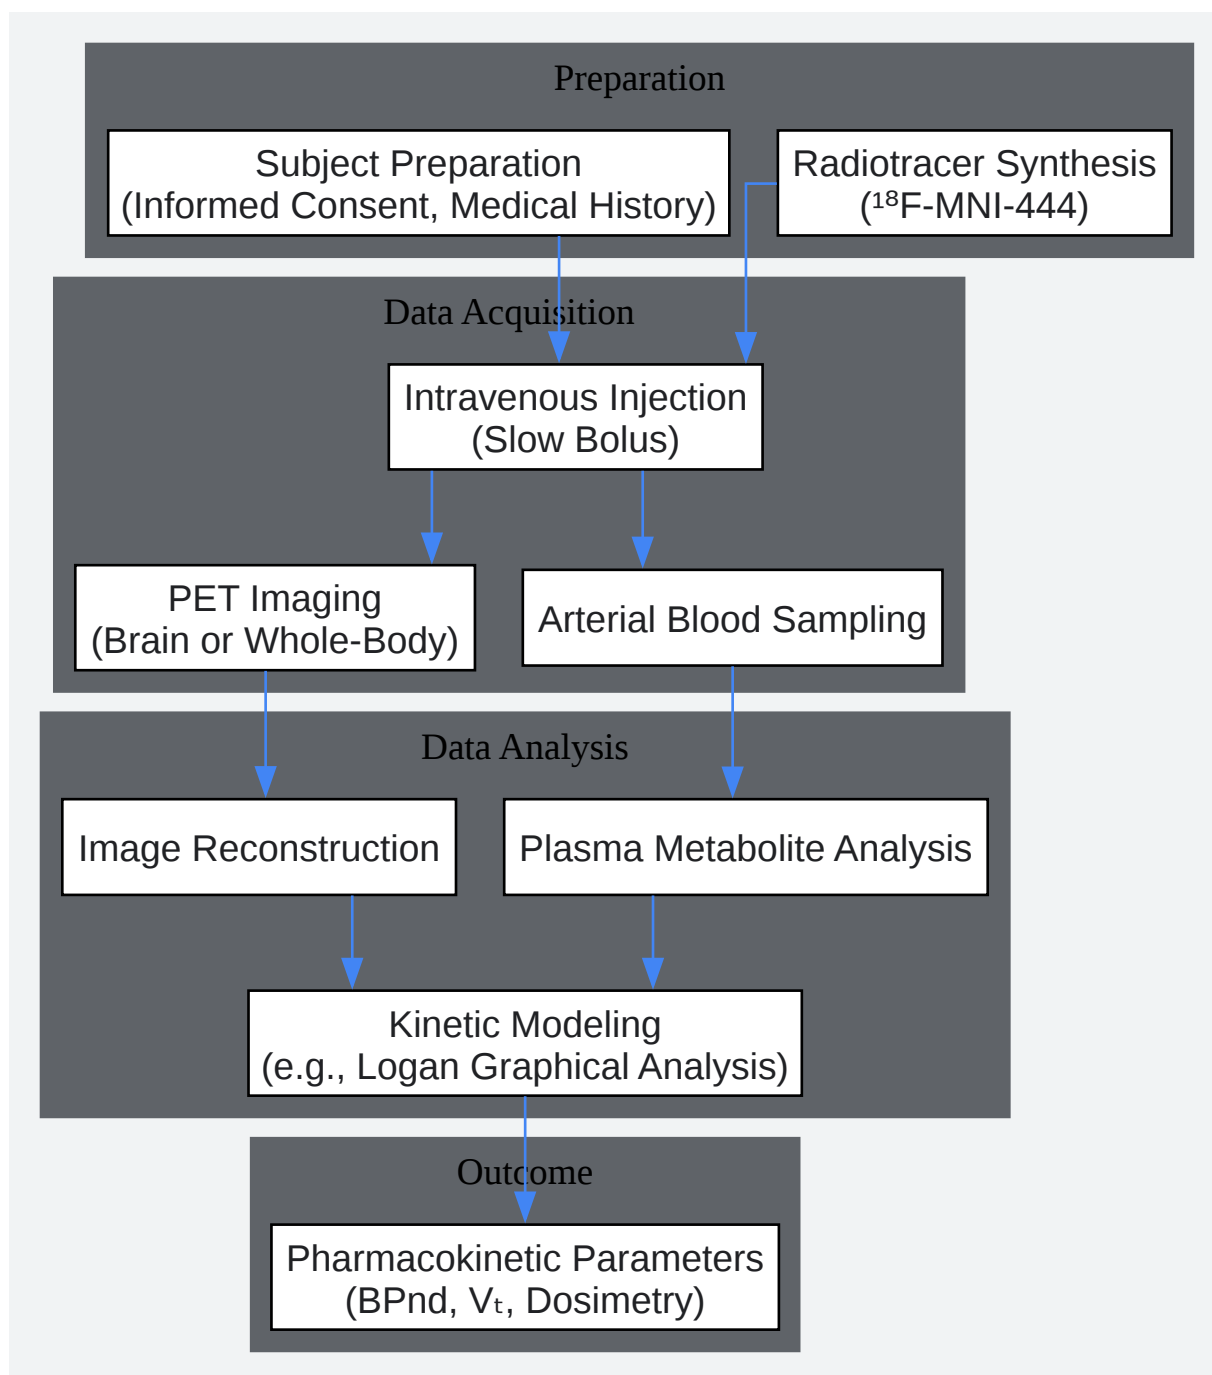 Preparation
Subject Preparation
(Informed Consent, Medical History)
Radiotracer Synthesis
(¹⁸F-MNI-444)
Data Acquisition
Intravenous Injection
(Slow Bolus)
PET Imaging
(Brain or Whole-Body)
Arterial Blood Sampling
Data Analysis
Image Reconstruction
Plasma Metabolite Analysis
Kinetic Modeling
(e.g., Logan Graphical Analysis)
Outcome
Pharmacokinetic Parameters
(BPnd, Vₜ, Dosimetry)